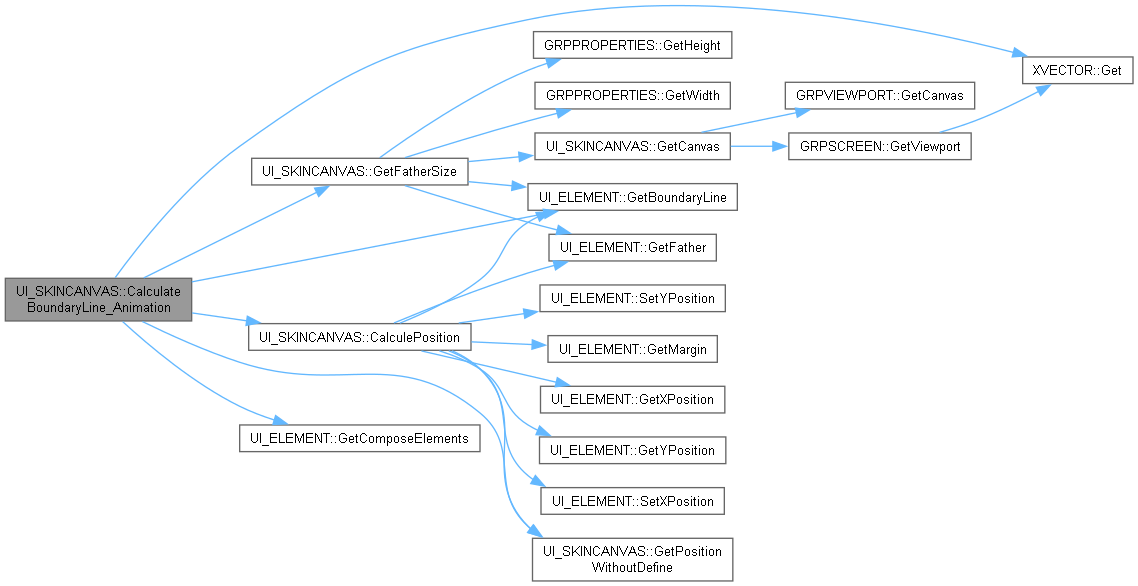 UI_SKINCANVAS::Calculate
BoundaryLine_Animation
UI_SKINCANVAS::GetFatherSize
GRPPROPERTIES::GetHeight
GRPPROPERTIES::GetWidth
UI_SKINCANVAS::GetCanvas
GRPVIEWPORT::GetCanvas
GRPSCREEN::GetViewport
XVECTOR::Get
UI_ELEMENT::GetBoundaryLine
UI_ELEMENT::GetFather
UI_SKINCANVAS::CalculePosition
UI_ELEMENT::SetYPosition
UI_ELEMENT::GetMargin
UI_ELEMENT::GetXPosition
UI_ELEMENT::GetYPosition
UI_ELEMENT::SetXPosition
UI_SKINCANVAS::GetPosition
WithoutDefine
UI_ELEMENT::GetComposeElements